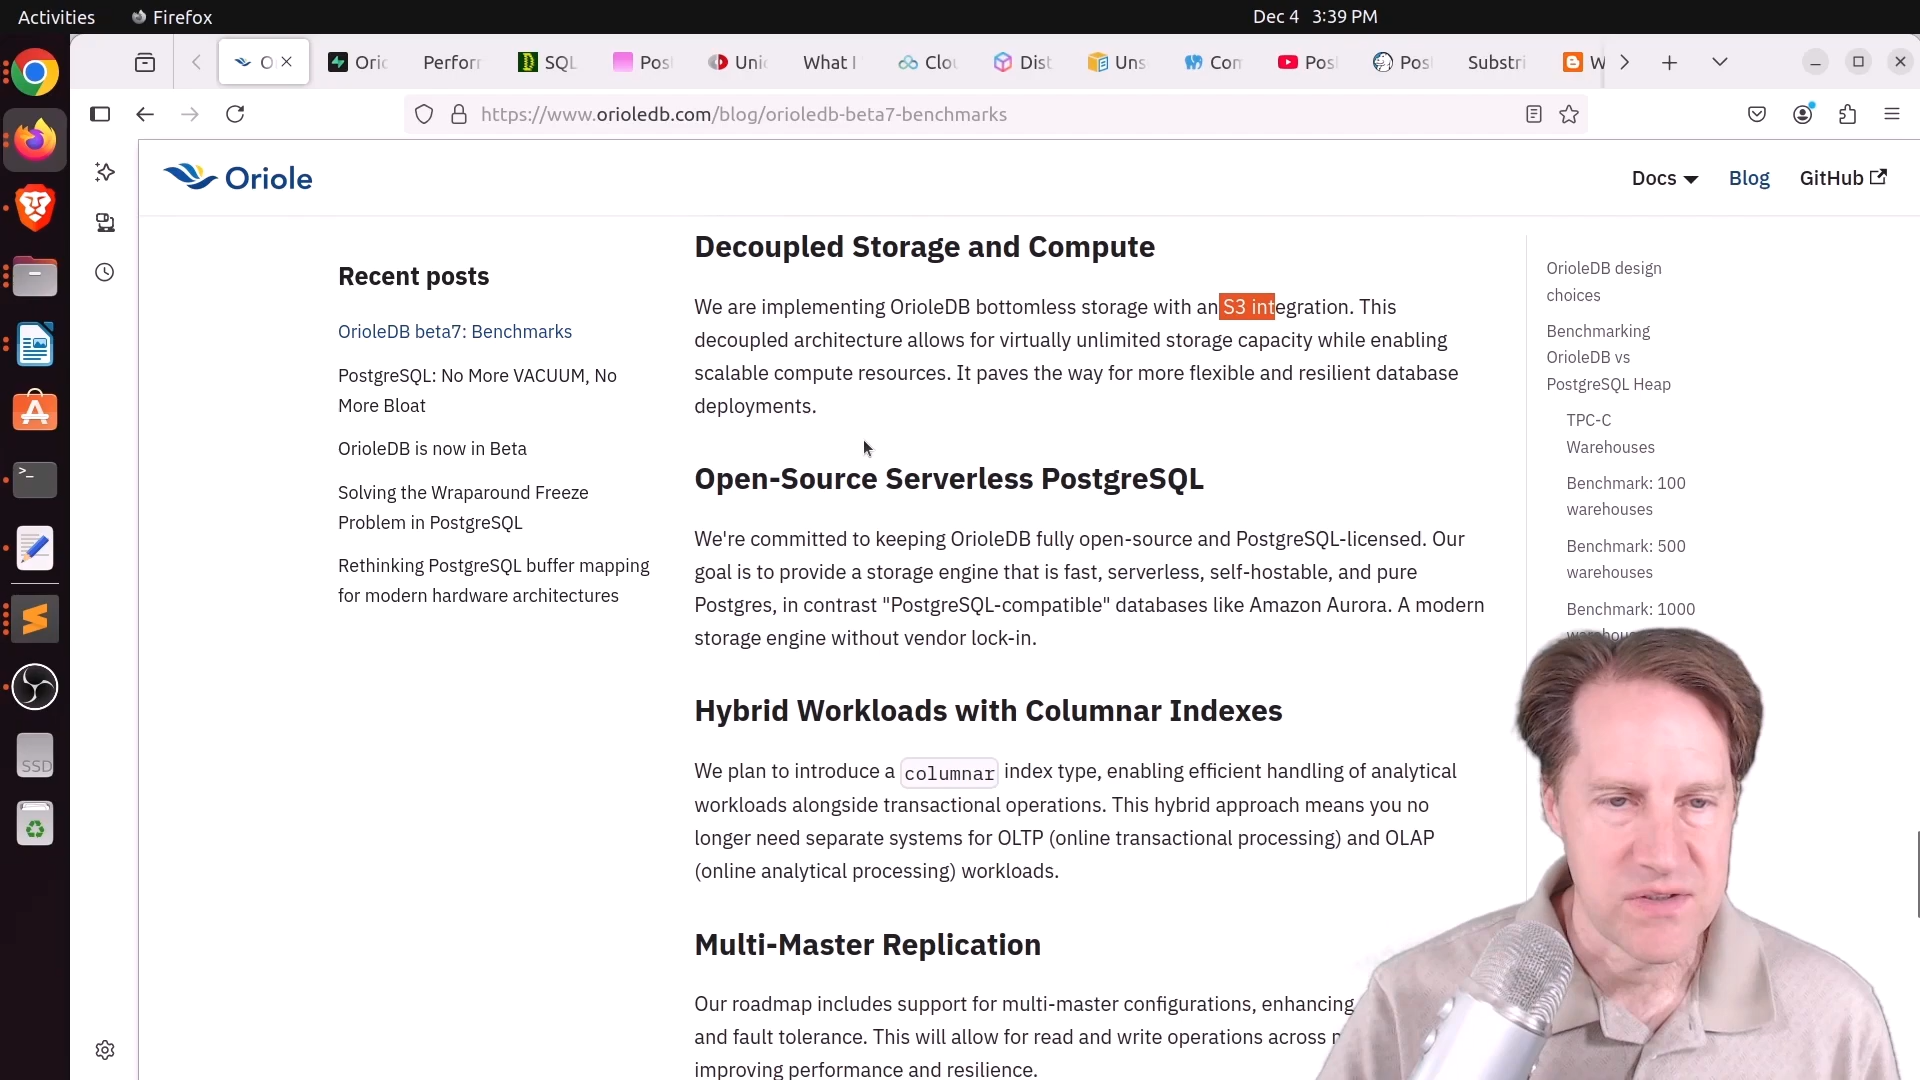 Activities
Firefox
Dec 4 3:39 PM
O
Oric
Perforr
SQL
Pos
Uni
What I
Clou
Dist
Uns
Con
Pos
Pos
Substri
W
https://www.orioledb.com/blog/orioledb-beta7-benchmarks
Oriole
Docs
Blog
GitHub
Recent posts
OrioleDB beta7: Benchmarks
PostgreSQL: No More VACUUM, No
More Bloat
OrioleDB is now in Beta
Solving the Wraparound Freeze
Problem in PostgreSQL
Rethinking PostgreSQL buffer mapping
for modern hardware architectures
Decoupled Storage and Compute
We are implementing OrioleDB bottomless storage with an S3 integration. This
decoupled architecture allows for virtually unlimited storage capacity while enabling
scalable compute resources. It paves the way for more flexible and resilient database
deployments.
Open-Source Serverless PostgreSQL
We're committed to keeping OrioleDB fully open-source and PostgreSQL-licensed. Our
goal is to provide a storage engine that is fast, serverless, self-hostable, and pure
Postgres, in contrast "PostgreSQL-compatible" databases like Amazon Aurora. A modern
storage engine without vendor lock-in.
Hybrid Workloads with Columnar Indexes
We plan to introduce a columnar index type, enabling efficient handling of analytical
workloads alongside transactional operations. This hybrid approach means you no
longer need separate systems for OLTP (online transactional processing) and OLAP
(online analytical processing) workloads.
Multi-Master Replication
Our roadmap includes support for multi-master configurations, enhancing
and fault tolerance. This will allow for read and write operations across
improving performance and resilience.
OrioleDB design
choices
Benchmarking
OrioleDB vs
PostgreSQL Heap
TPC-C
Warehouses
Benchmark: 100
warehouses
Benchmark: 500
warehouses
Benchmark: 1000
SSD